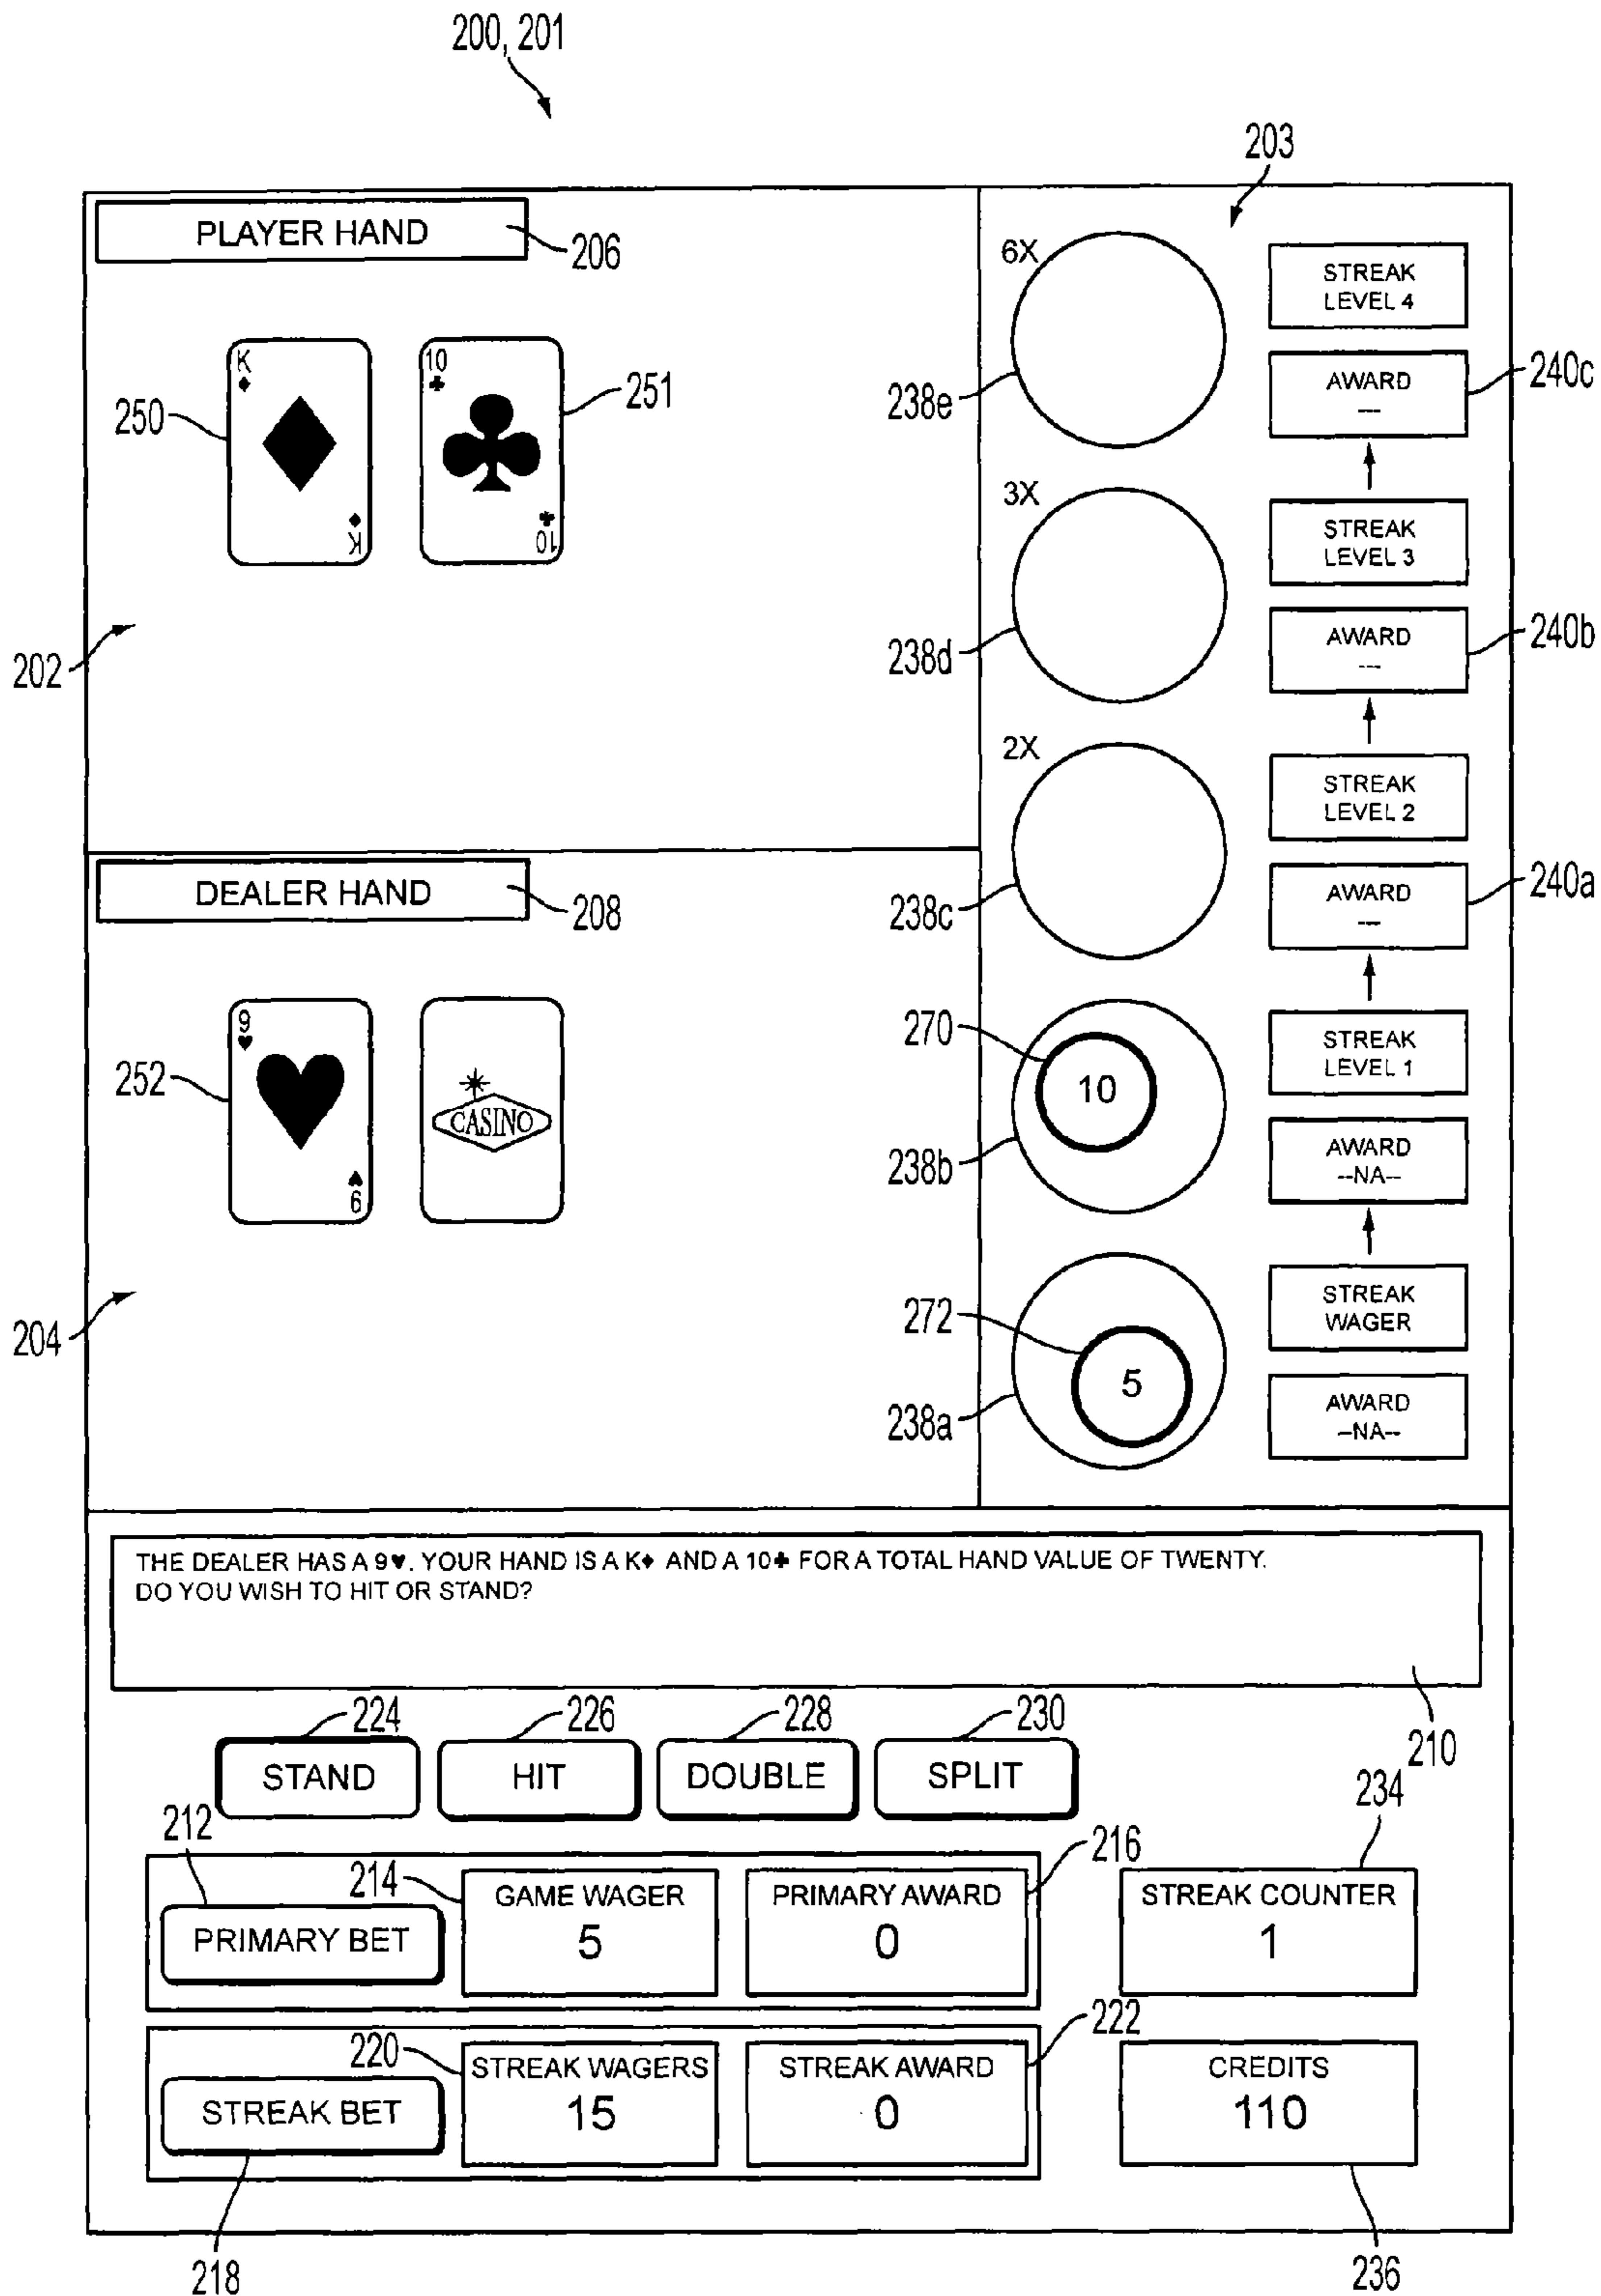 200, 201
203
PLAYER HAND
206
K♦
10♣
K♦
10♣
250
251
202
6X
238e
STREAK
LEVEL 4
AWARD
---
240c
3X
238d
STREAK
LEVEL 3
AWARD
---
240b
2X
238c
STREAK
LEVEL 2
AWARD
---
240a
DEALER HAND
208
9♥
9♥
CASINO
252
204
270
10
238b
STREAK
LEVEL 1
AWARD
--NA--
272
5
238a
STREAK
WAGER
AWARD
--NA--
THE DEALER HAS A 9♥. YOUR HAND IS A K♦ AND A 10♣ FOR A TOTAL HAND VALUE OF TWENTY.
DO YOU WISH TO HIT OR STAND?
210
224
226
228
230
STAND
HIT
DOUBLE
SPLIT
212
214
216
234
PRIMARY BET
GAME WAGER
5
PRIMARY AWARD
0
STREAK COUNTER
1
220
222
STREAK BET
STREAK WAGERS
15
STREAK AWARD
0
CREDITS
110
218
236